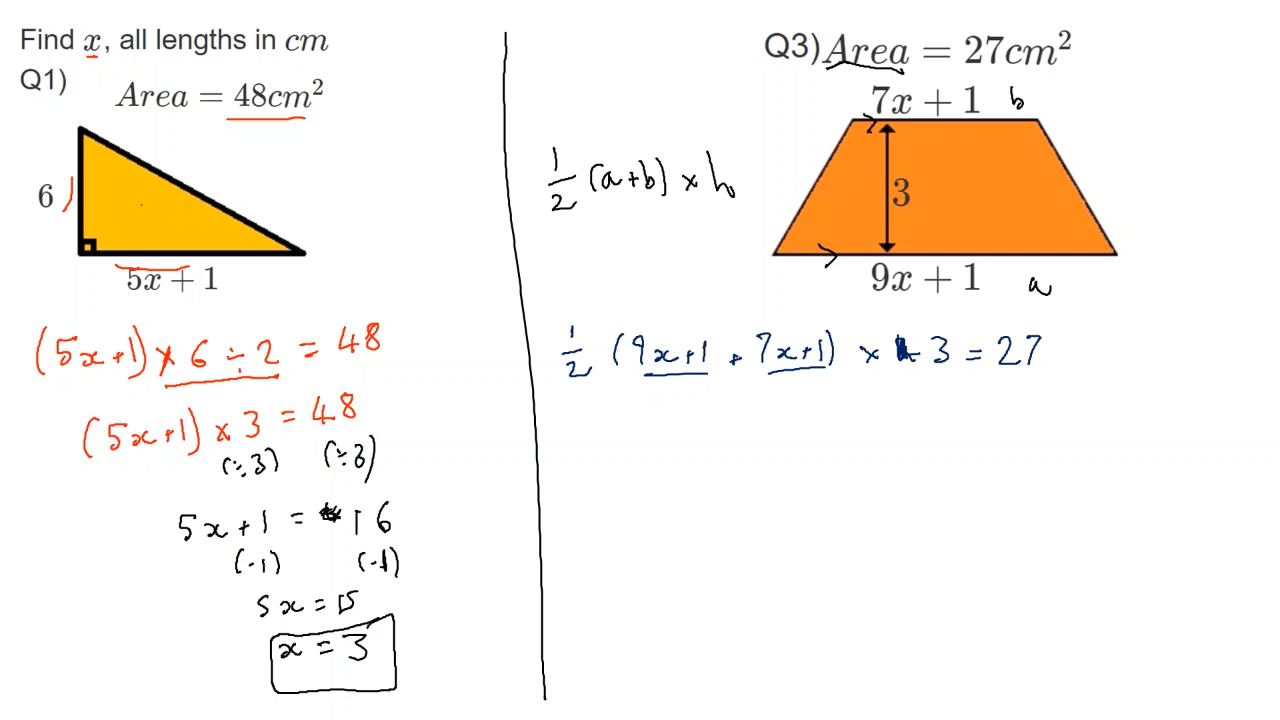 Find x, all lengths in cm
Q1)
Area = 48cm²
6
5x + 1
(5x+1) × 6 ÷ 2 = 48
(5x+1) × 3 = 48
(÷3) (÷3)
5x+1 = 16
(-1) (-1)
5x = 15
x = 3
Q3) Area = 27cm²
7x + 1 b
½ (a+b) × h
3
9x + 1 a
½ (9x+1 + 7x+1) × 3 = 27